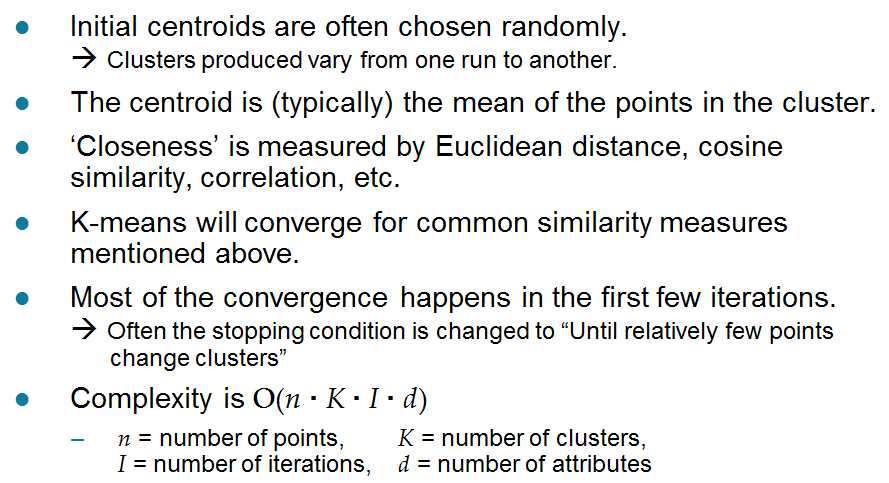 ● Initial centroids are often chosen randomly.
→ Clusters produced vary from one run to another.
● The centroid is (typically) the mean of the points in the cluster.
● ‘Closeness’ is measured by Euclidean distance, cosine
similarity, correlation, etc.
● K-means will converge for common similarity measures
mentioned above.
● Most of the convergence happens in the first few iterations.
→ Often the stopping condition is changed to “Until relatively few points
change clusters”
● Complexity is O(n · K · I · d)
– n = number of points, K = number of clusters,
I = number of iterations, d = number of attributes